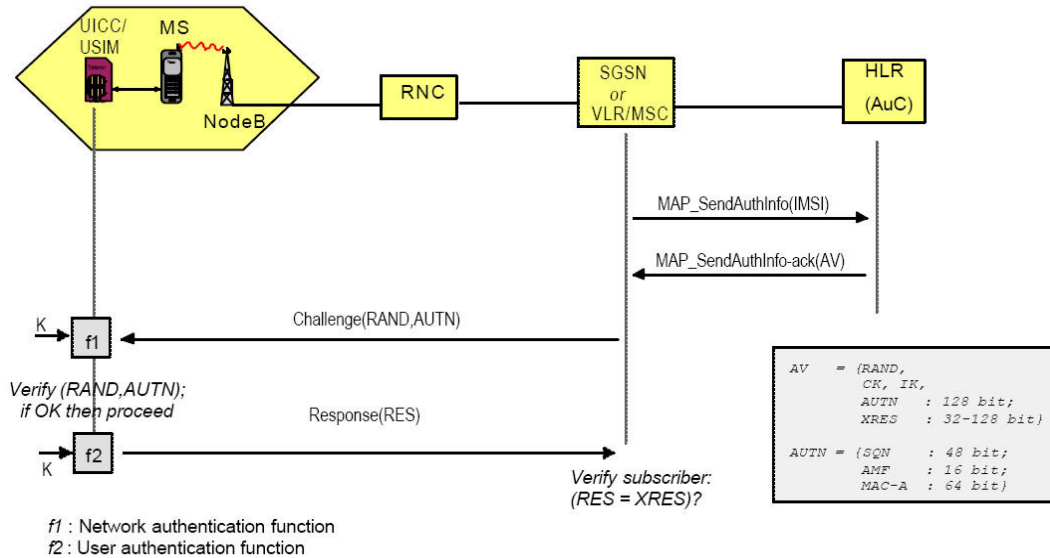 UICC/
USIM
MS
NodeB
RNC
SGSN
or
VLR/MSC
HLR
(AuC)
MAP_SendAuthInfo(IMSI)
MAP_SendAuthInfo-ack(AV)
Challenge(RAND,AUTN)
K
f1
Verify (RAND,AUTN);
if OK then proceed
Response(RES)
K
f2
Verify subscriber:
(RES = XRES)?
AV = {RAND,
CK, IK,
AUTN : 128 bit;
XRES : 32-128 bit}
AUTN = {SQN : 48 bit;
AMF : 16 bit;
MAC-A : 64 bit}
f1 : Network authentication function
f2 : User authentication function